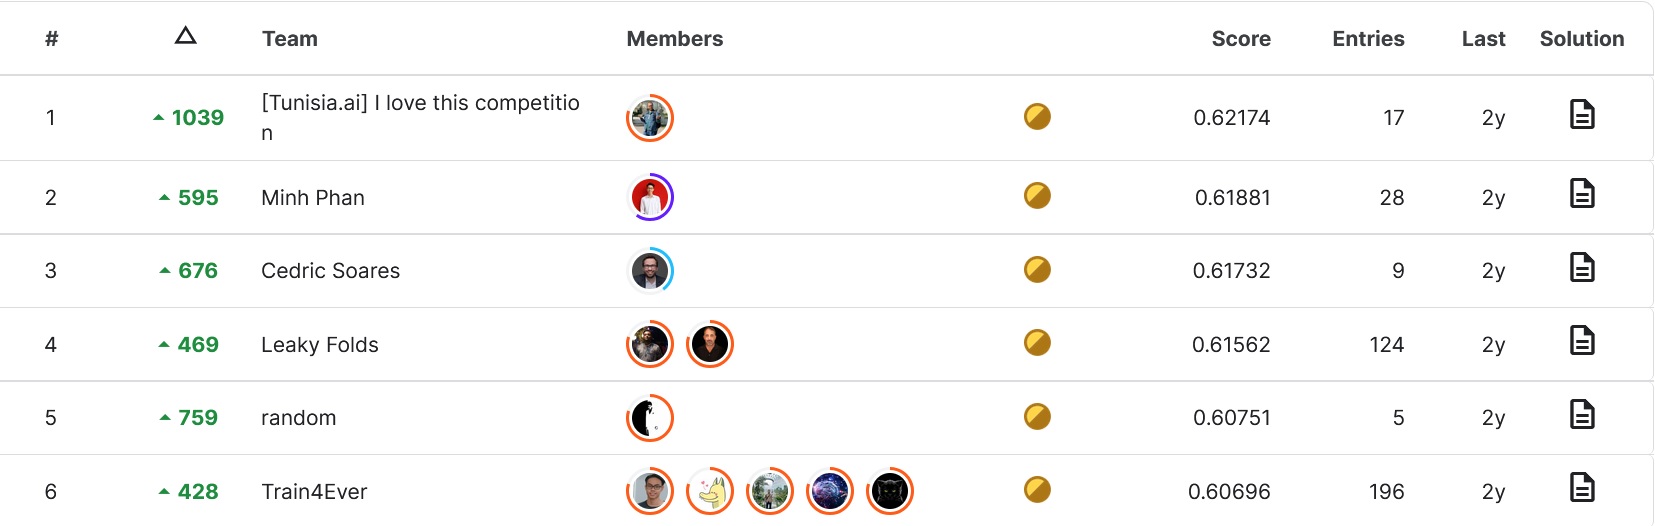 # △ Team Members Score Entries Last Solution
1 1039 [Tunisia.ai] I love this competitio
n 0.62174 17 2y
2 595 Minh Phan 0.61881 28 2y
3 676 Cedric Soares 0.61732 9 2y
4 469 Leaky Folds 0.61562 124 2y
5 759 random 0.60751 5 2y
6 428 Train4Ever 0.60696 196 2y